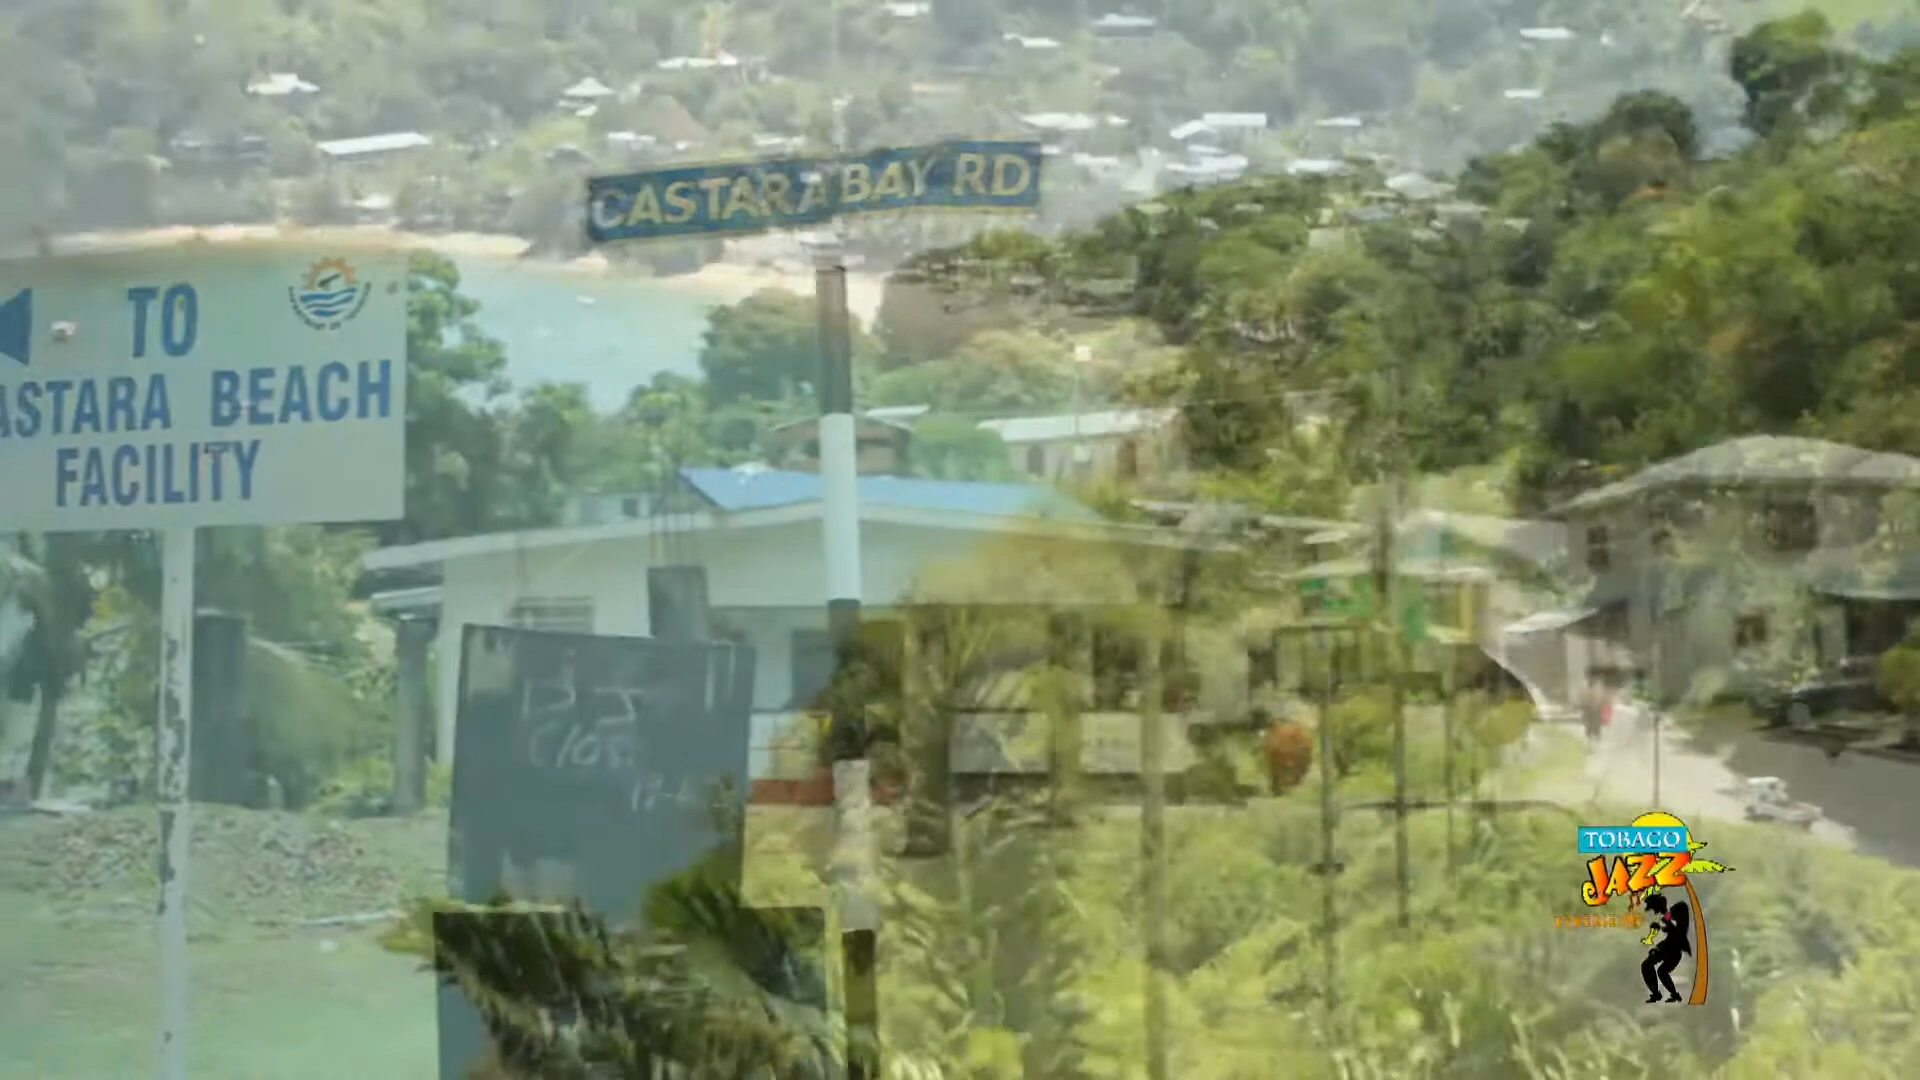 CASTARA BAY RD
TO
ASTARA BEACH
FACILITY
TOBAGO
JAZZ